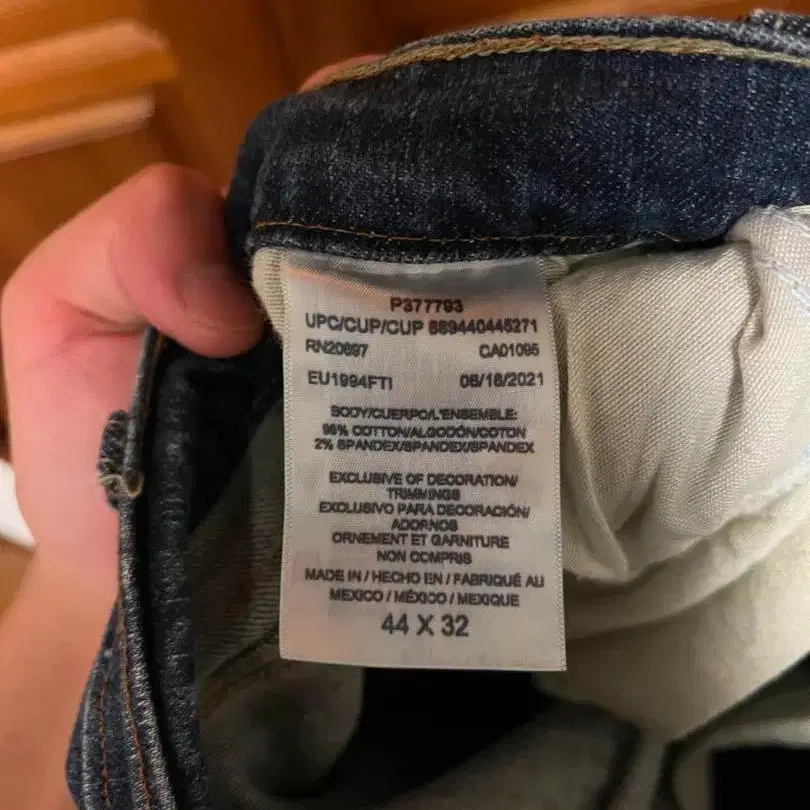 P377793
UPC/CUP/CUP 889440445271
RN20697 CA01095
EU1994FTI 06/16/2021
BODY/CUERPO/L'ENSEMBLE:
98% COTTON/ALGODÓN/COTON
2% SPANDEX/SPANDEX/SPANDEX
EXCLUSIVE OF DECORATION/
TRIMMINGS
EXCLUSIVO PARA DECORACIÓN/
ADORNOS
ORNEMENT ET GARNITURE
NON COMPRIS
MADE IN / HECHO EN / FABRIQUÉ AU
MEXICO / MÉXICO / MEXIQUE
44 X 32